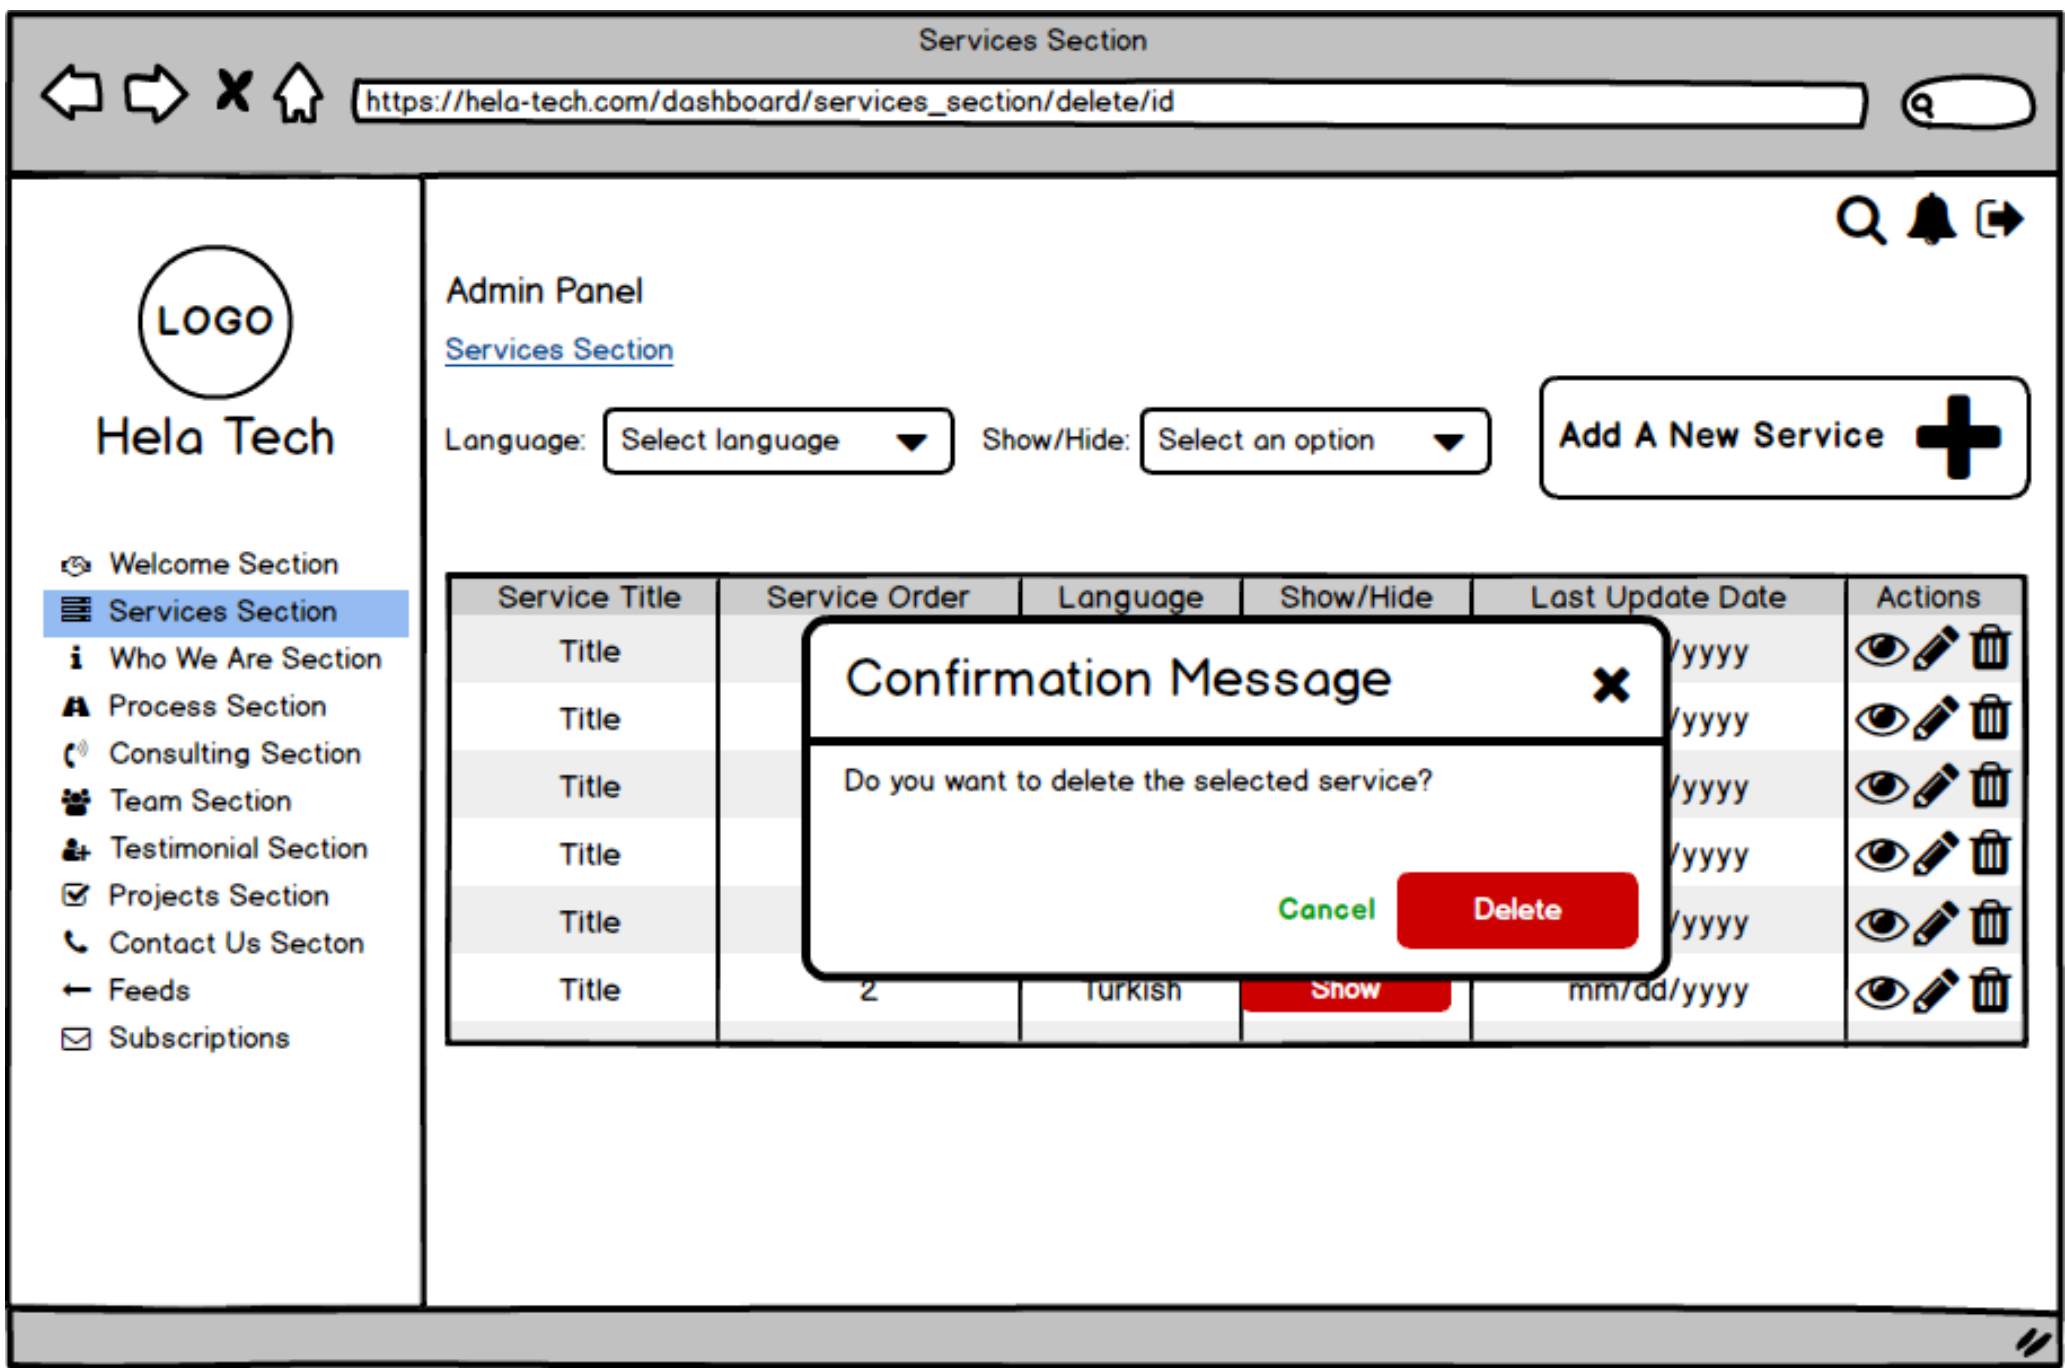 Services Section
https://hela-tech.com/dashboard/services_section/delete/id
LOGO
Hela Tech
Welcome Section
Services Section
Who We Are Section
Process Section
Consulting Section
Team Section
Testimonial Section
Projects Section
Contact Us Secton
Feeds
Subscriptions
Admin Panel
Services Section
Language: Select language Show/Hide: Select an option Add A New Service
Service Title Service Order Language Show/Hide Last Update Date Actions
Title /yyyy
Title /yyyy
Title /yyyy
Title /yyyy
Title /yyyy
Title 2 Turkish Show mm/dd/yyyy
Confirmation Message
Do you want to delete the selected service?
Cancel Delete